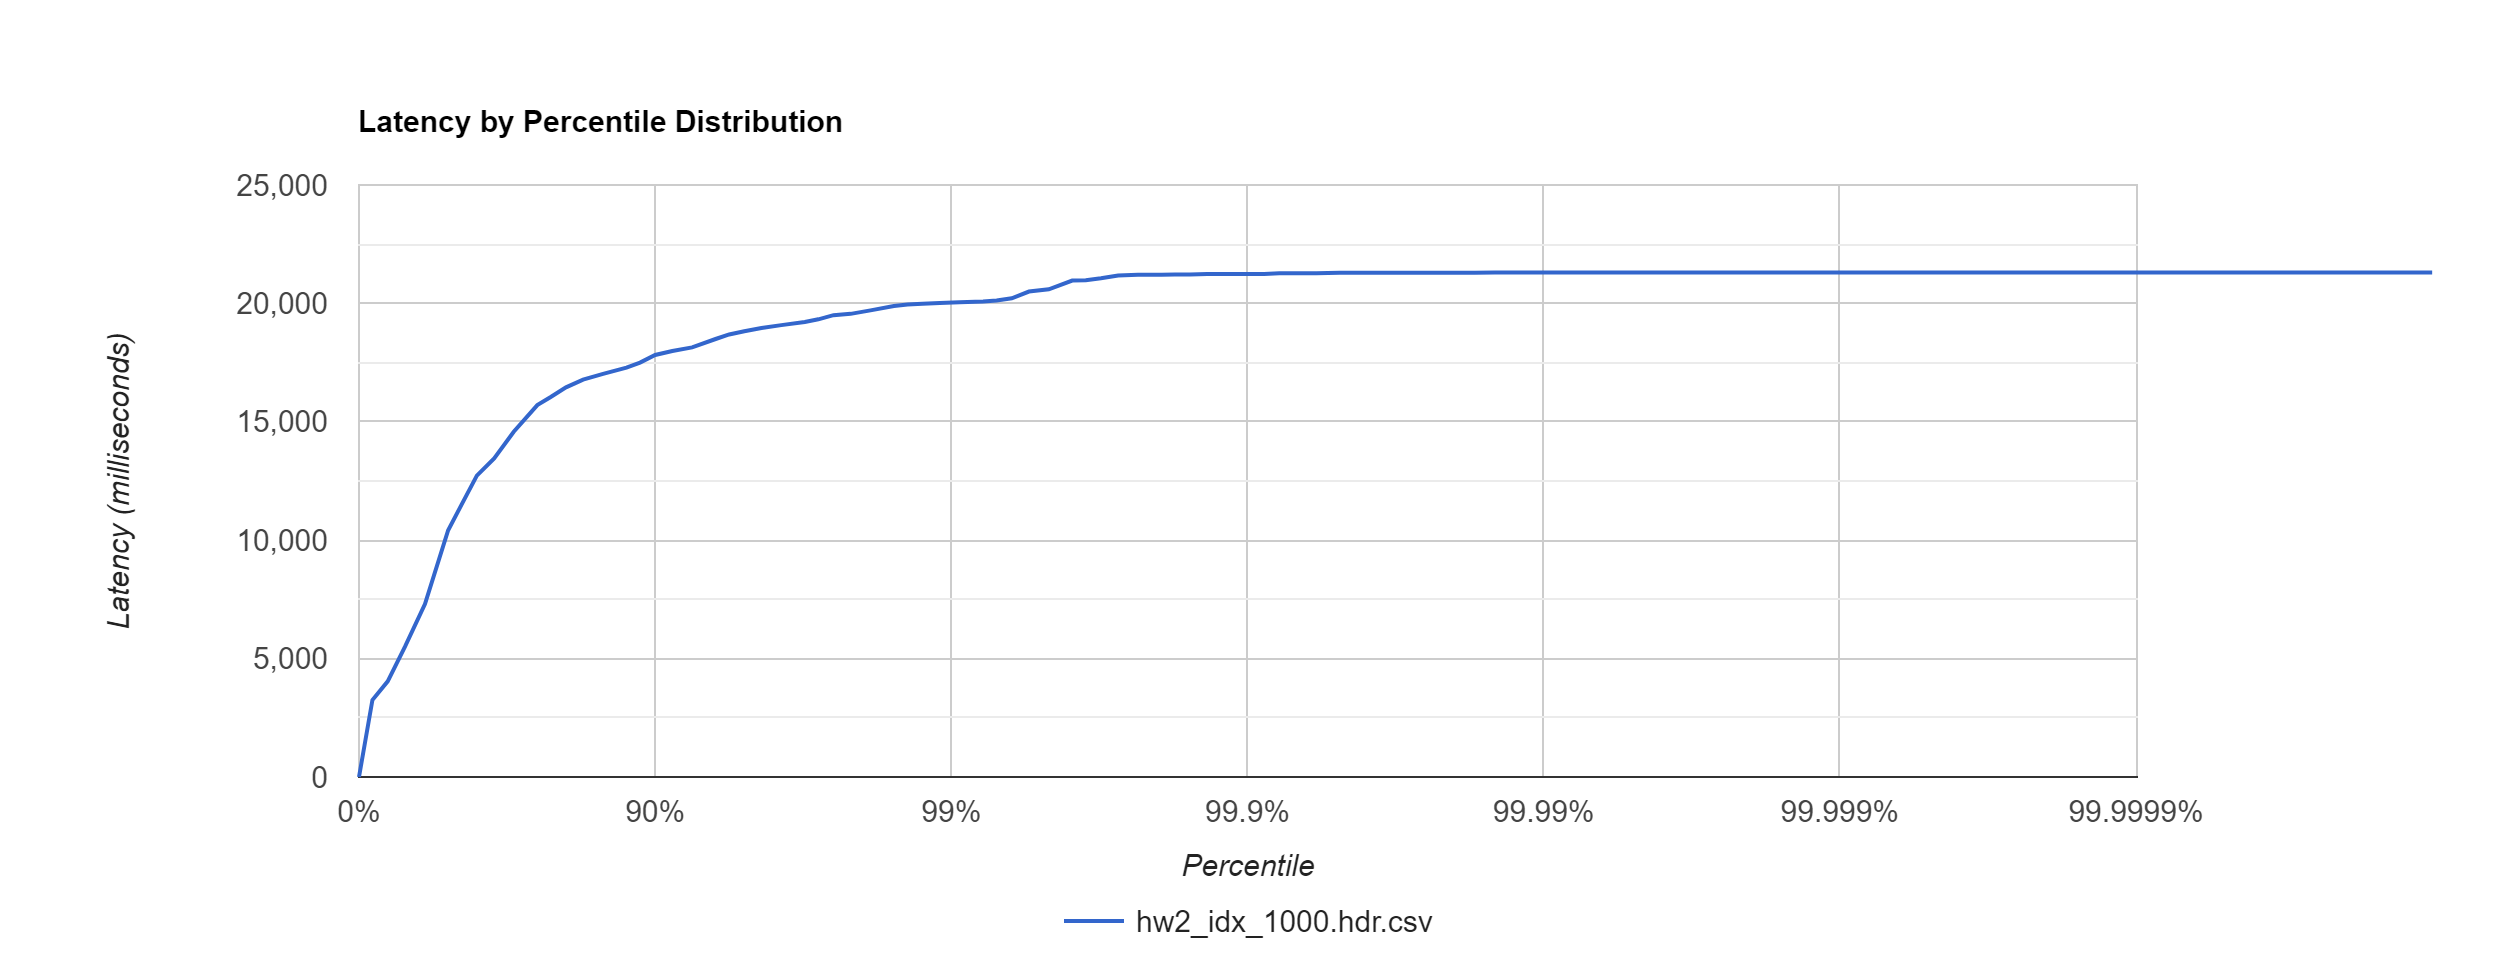 Latency by Percentile Distribution
Latency (milliseconds)
25,000
20,000
15,000
10,000
5,000
0
0% 90% 99% 99.9% 99.99% 99.999% 99.9999%
Percentile
hw2_idx_1000.hdr.csv